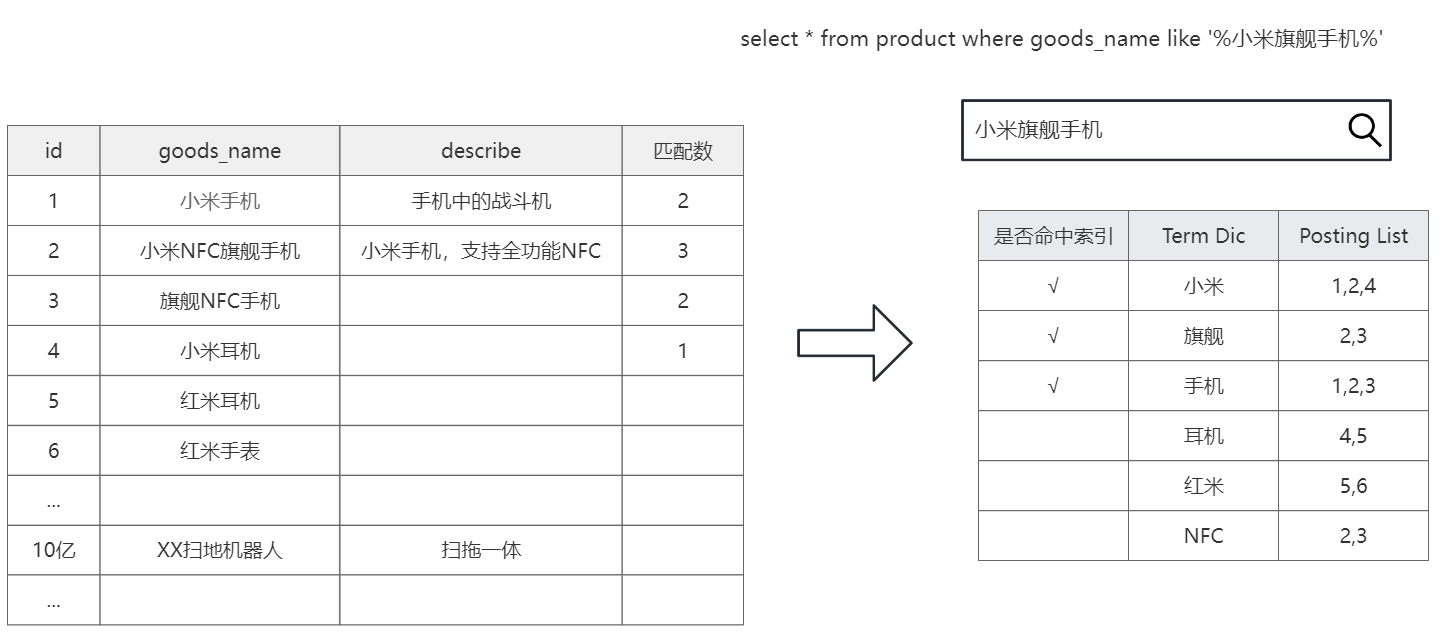 select * from product where goods_name like '%小米旗舰手机%'
小米旗舰手机
id goods_name describe 匹配数
1 小米手机 手机中的战斗机 2
2 小米NFC旗舰手机 小米手机，支持全功能NFC 3
3 旗舰NFC手机 2
4 小米耳机 1
5 红米耳机
6 红米手表
...
10亿 XX扫地机器人 扫拖一体
...
是否命中索引 Term Dic Posting List
√ 小米 1,2,4
√ 旗舰 2,3
√ 手机 1,2,3
耳机 4,5
红米 5,6
NFC 2,3